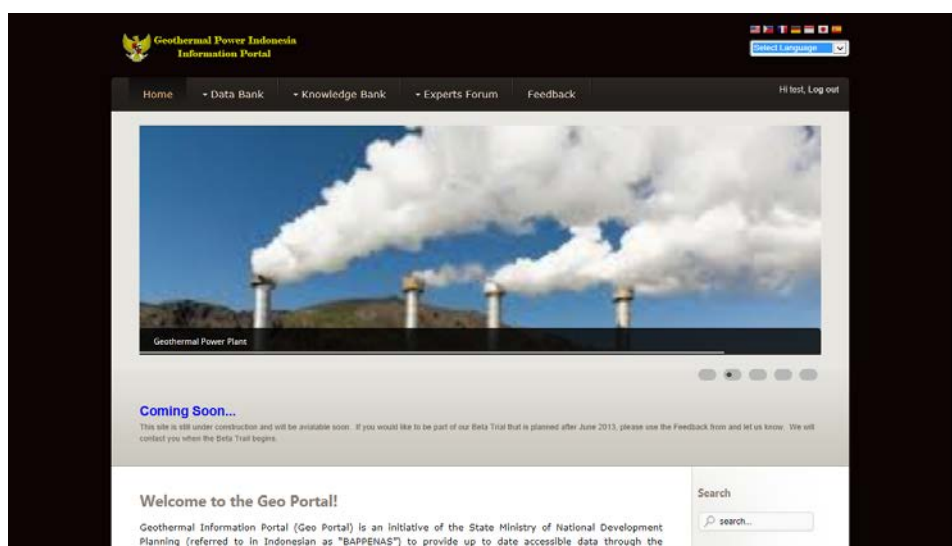 Geothermal Power Indonesia
Information Portal
Select Language
Home
Data Bank
Knowledge Bank
Experts Forum
Feedback
Hi test, Log out
Geothermal Power Plant
Coming Soon...
This site is still under construction and will be avialable soon. If you would like to be part of our Beta Trial that is planned after June 2013, please use the Feedback from and let us know. We will
contact you when the Beta Trail begins.
Welcome to the Geo Portal!
Search
search...
Geothermal Information Portal (Geo Portal) is an initiative of the State Ministry of National Development
Planning (referred to in Indonesian as "BAPPENAS") to provide up to date accessible data through the